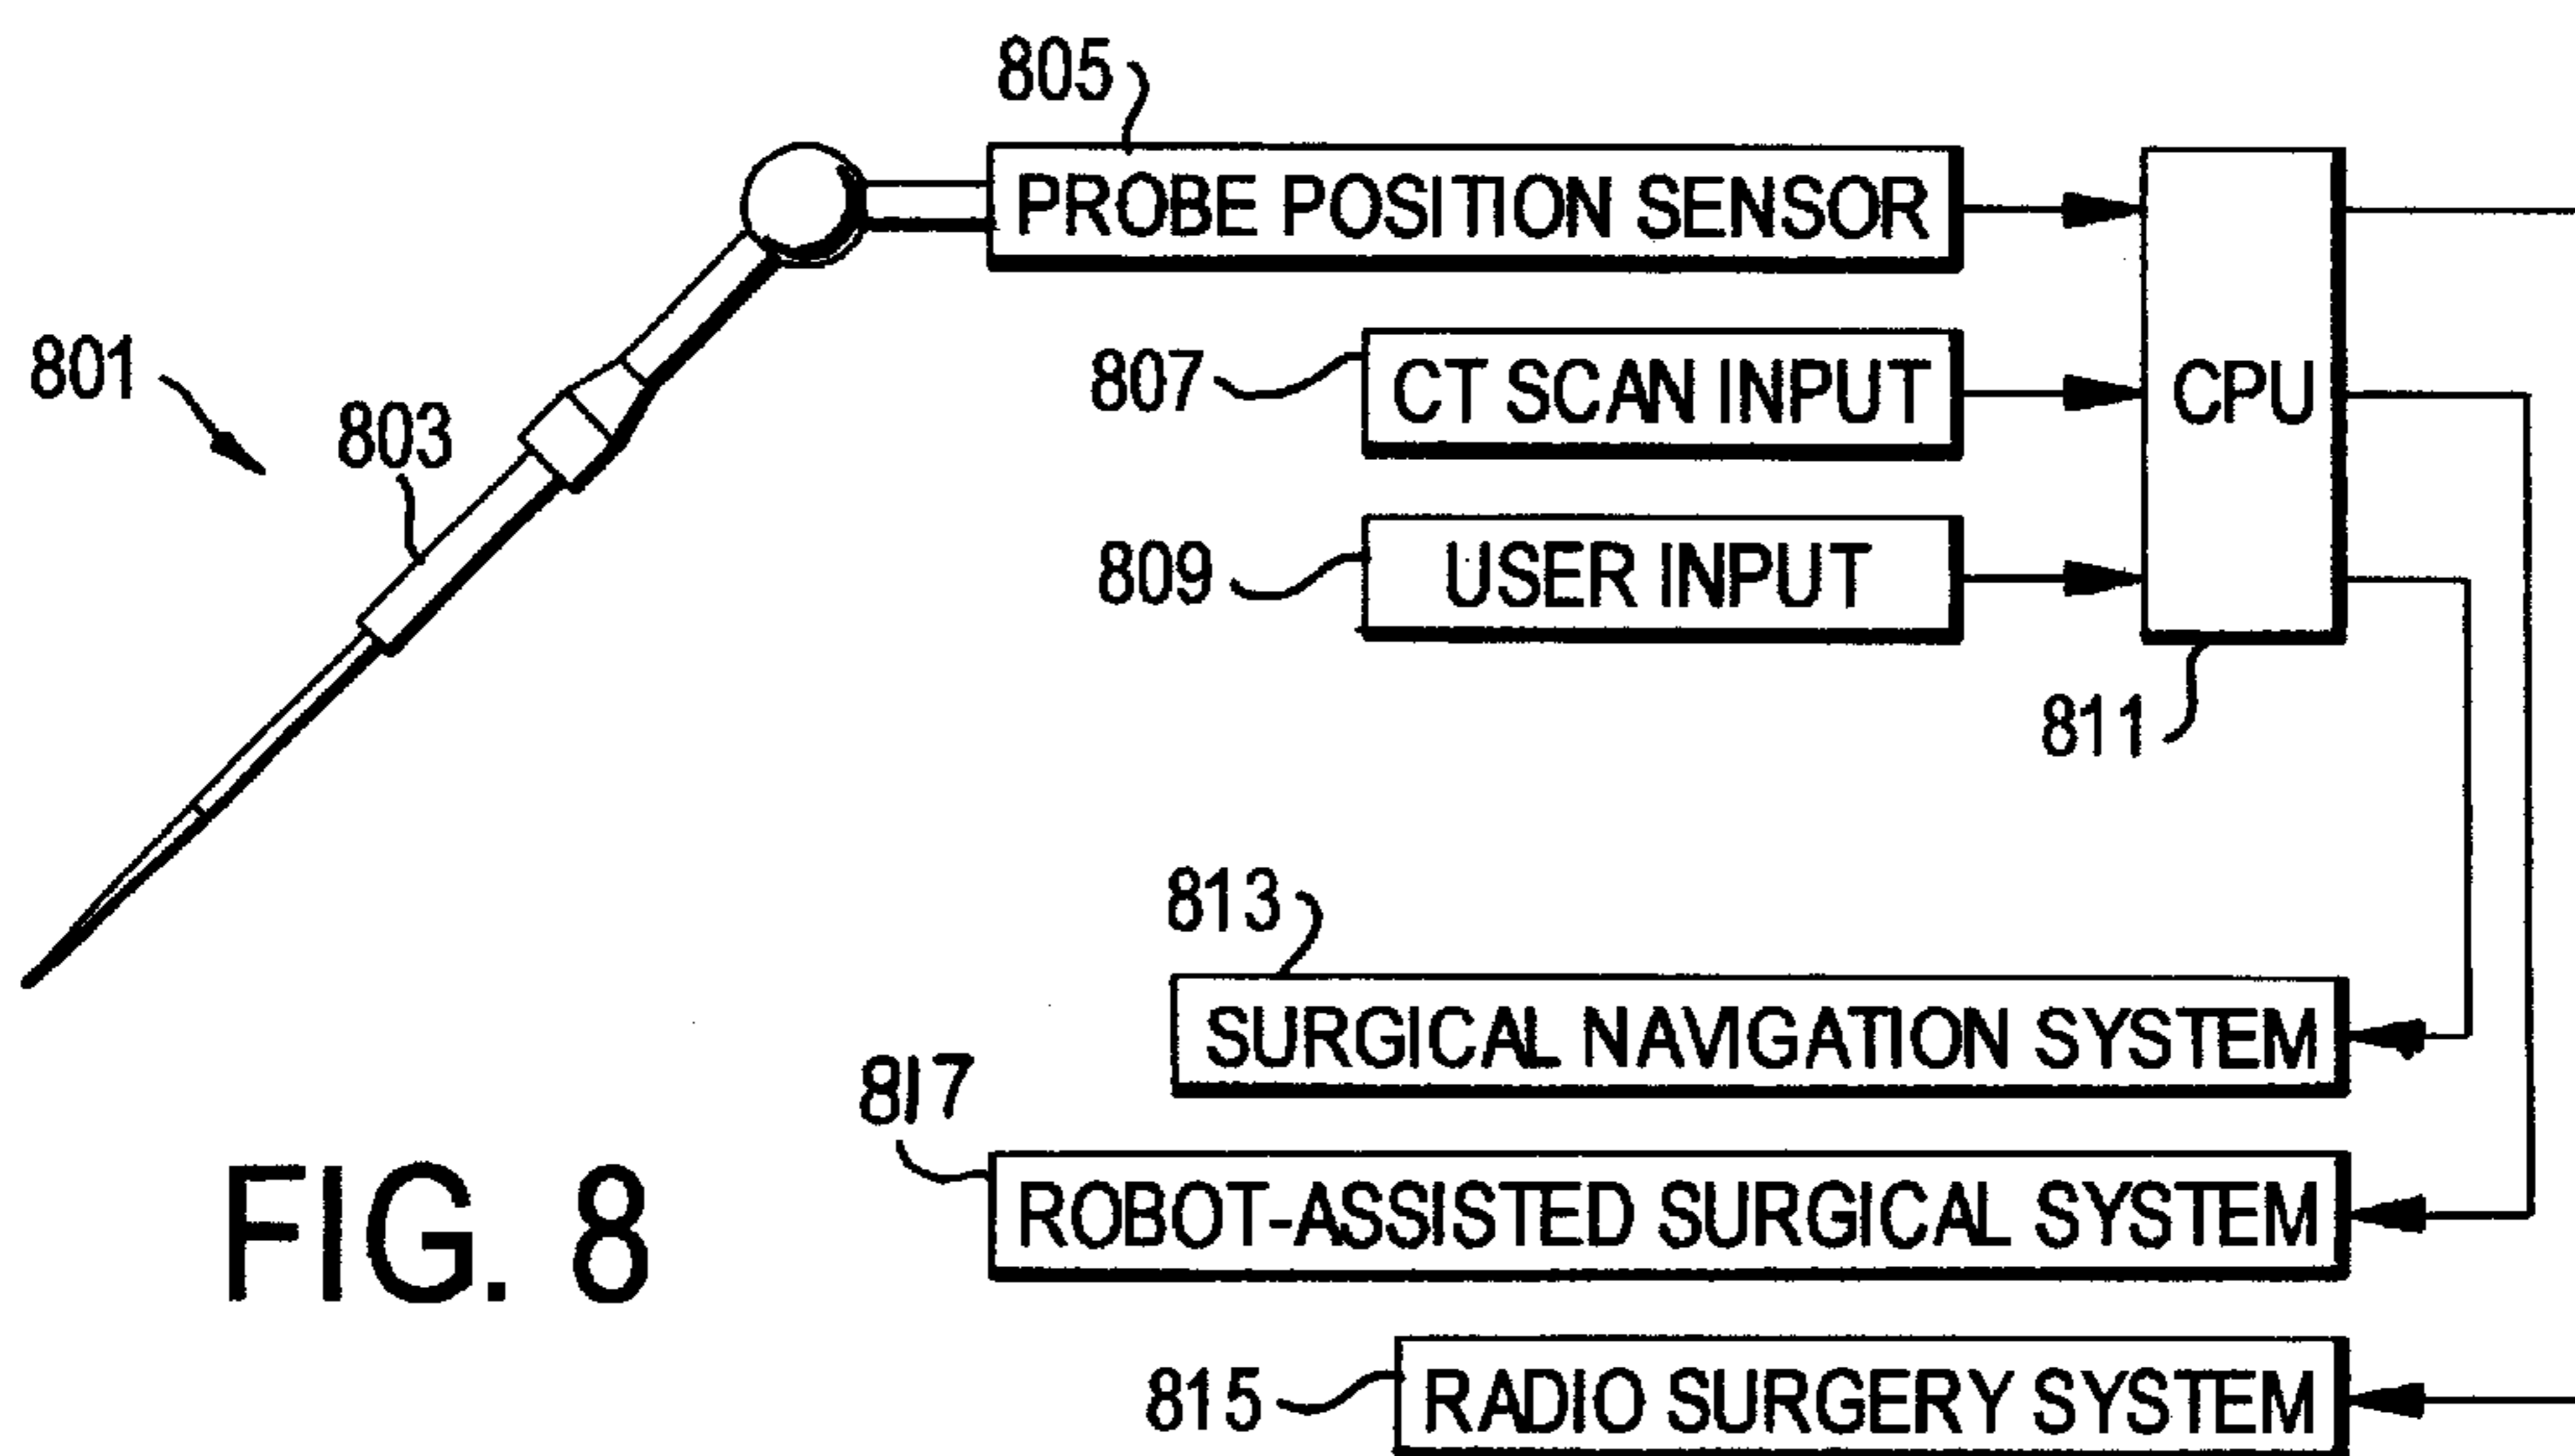 805
PROBE POSITION SENSOR
801
803
807
CT SCAN INPUT
CPU
809
USER INPUT
811
813
SURGICAL NAVIGATION SYSTEM
817
ROBOT-ASSISTED SURGICAL SYSTEM
FIG. 8
815
RADIO SURGERY SYSTEM